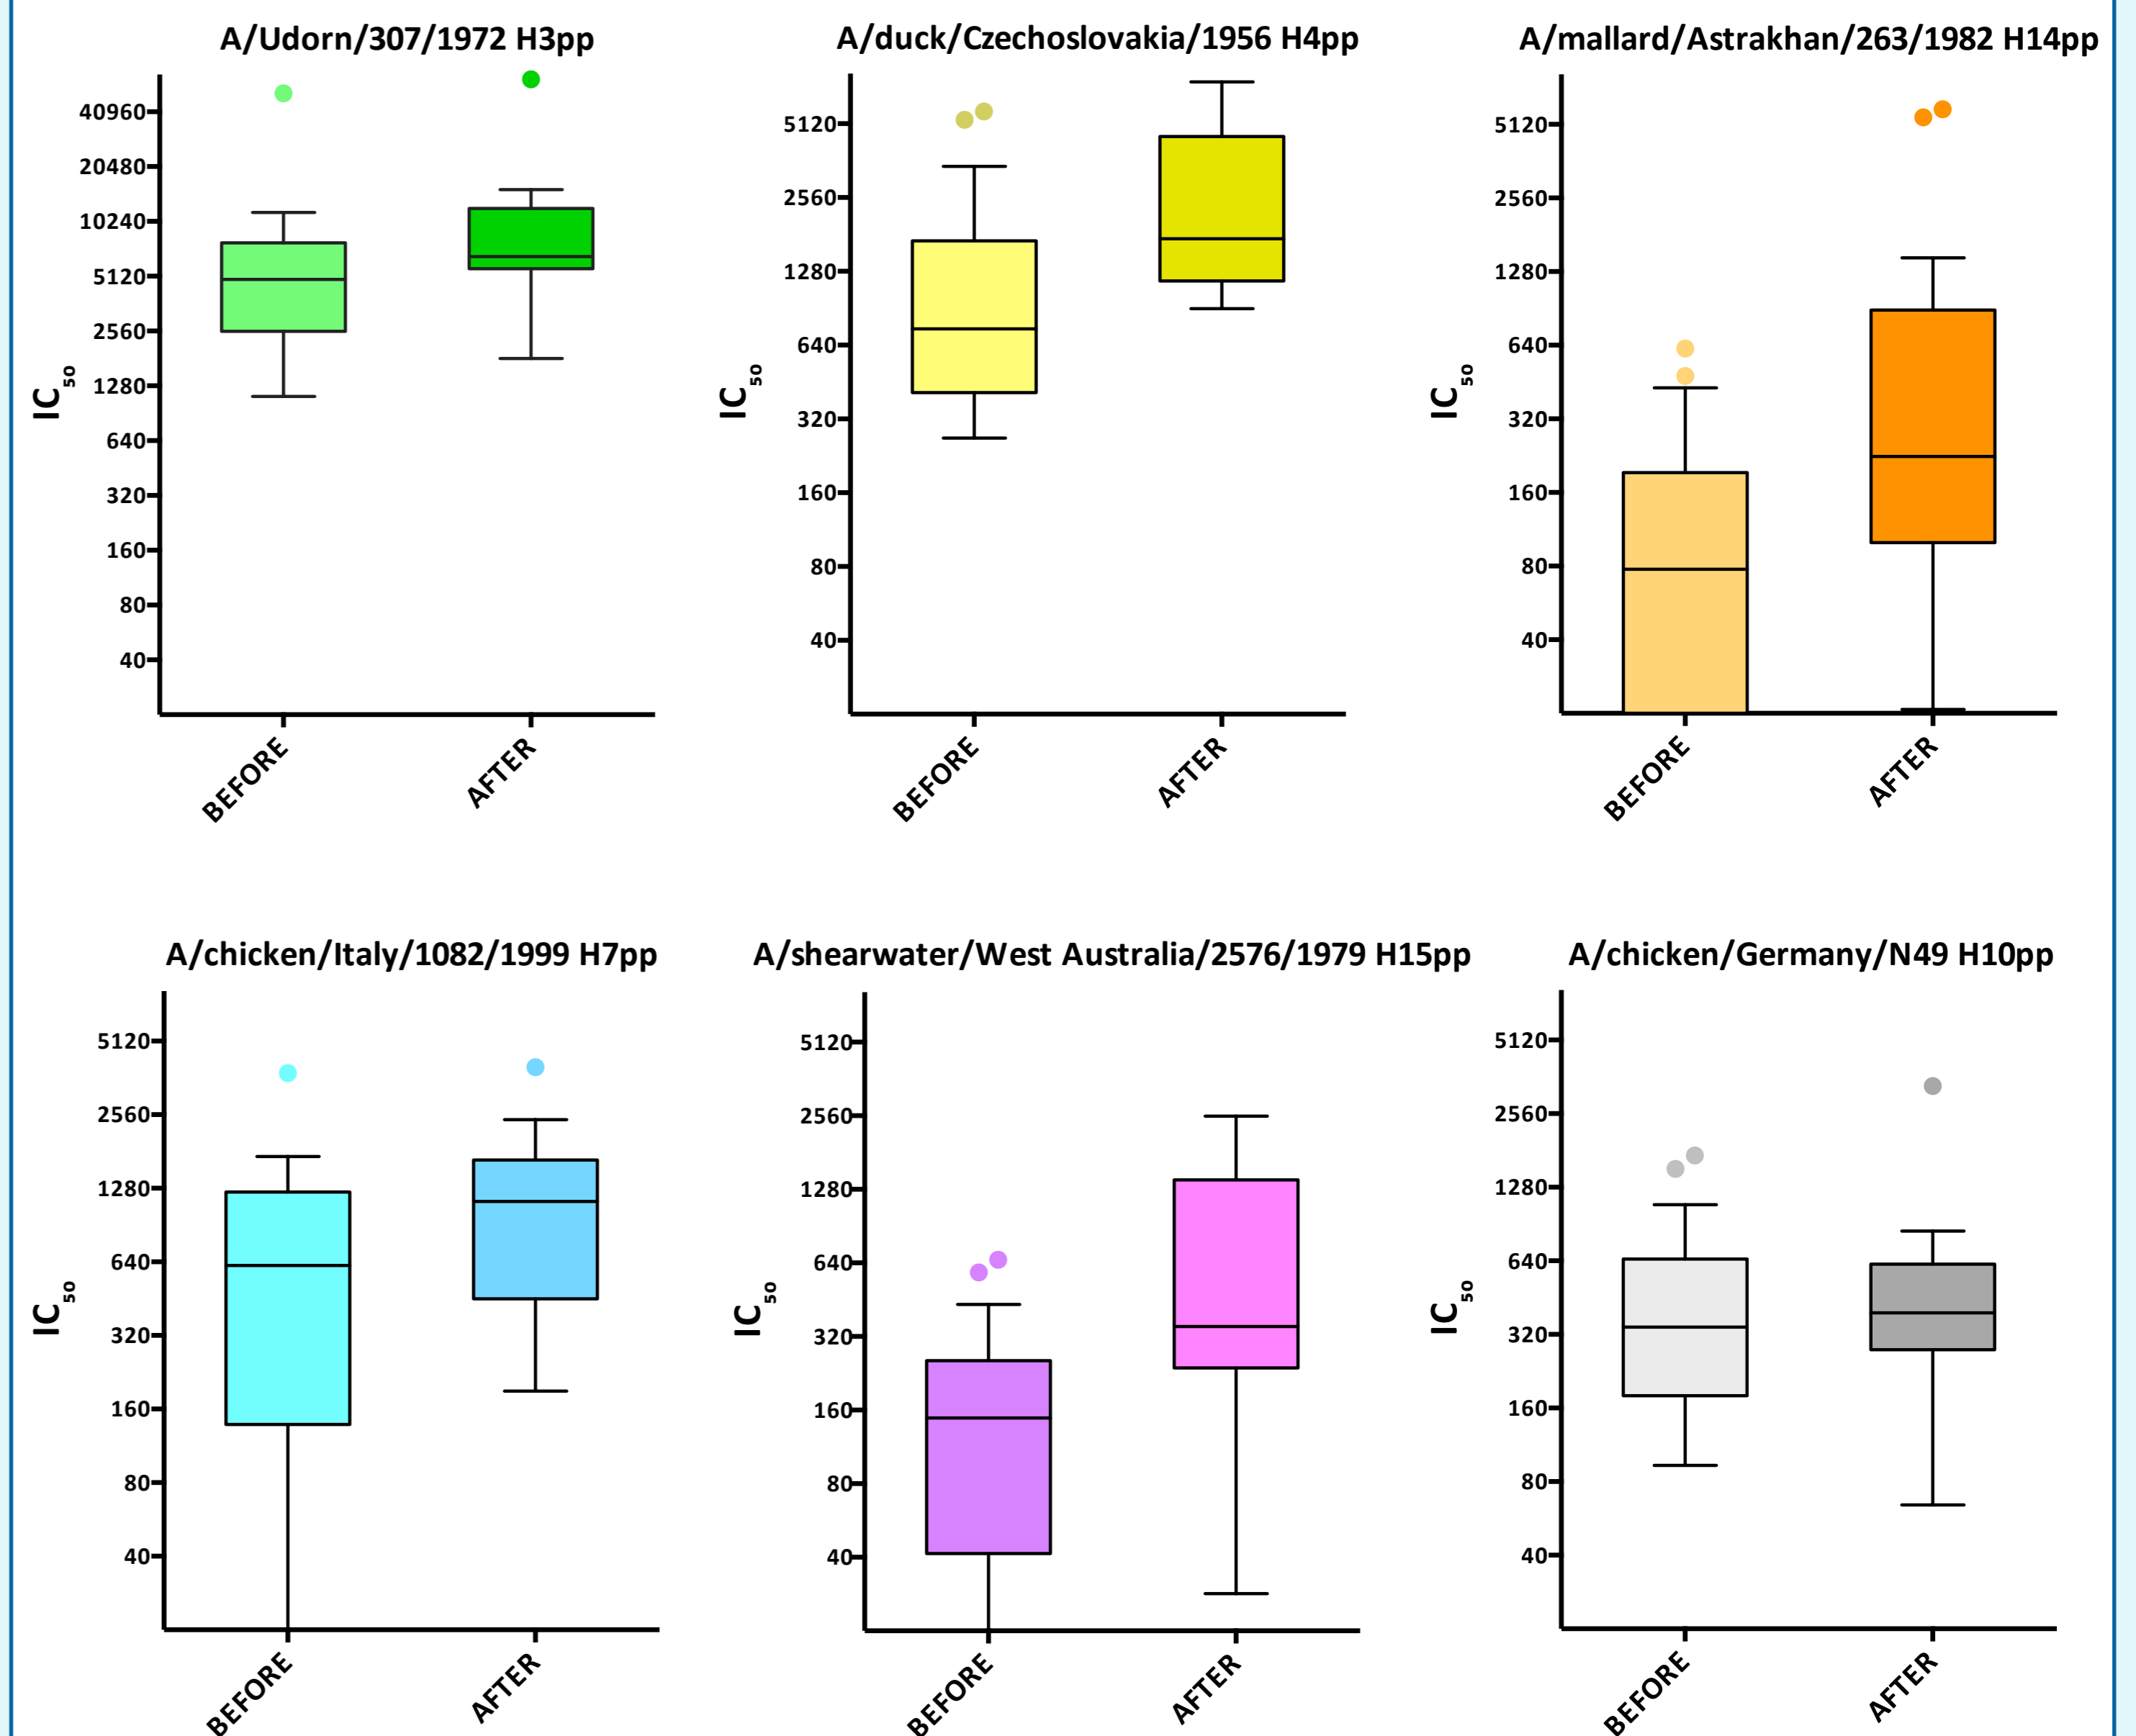 A/Udorn/307/1972 H3pp
40960
20480
10240
5120
2560
1280
640
320
160
80
40
IC50
BEFORE
AFTER
A/duck/Czechoslovakia/1956 H4pp
5120
2560
1280
640
320
160
80
40
IC50
BEFORE
AFTER
A/mallard/Astrakhan/263/1982 H14pp
5120
2560
1280
640
320
160
80
40
IC50
BEFORE
AFTER
A/chicken/Italy/1082/1999 H7pp
5120
2560
1280
640
320
160
80
40
IC50
BEFORE
AFTER
A/shearwater/West Australia/2576/1979 H15pp
5120
2560
1280
640
320
160
80
40
IC50
BEFORE
AFTER
A/chicken/Germany/N49 H10pp
5120
2560
1280
640
320
160
80
40
IC50
BEFORE
AFTER